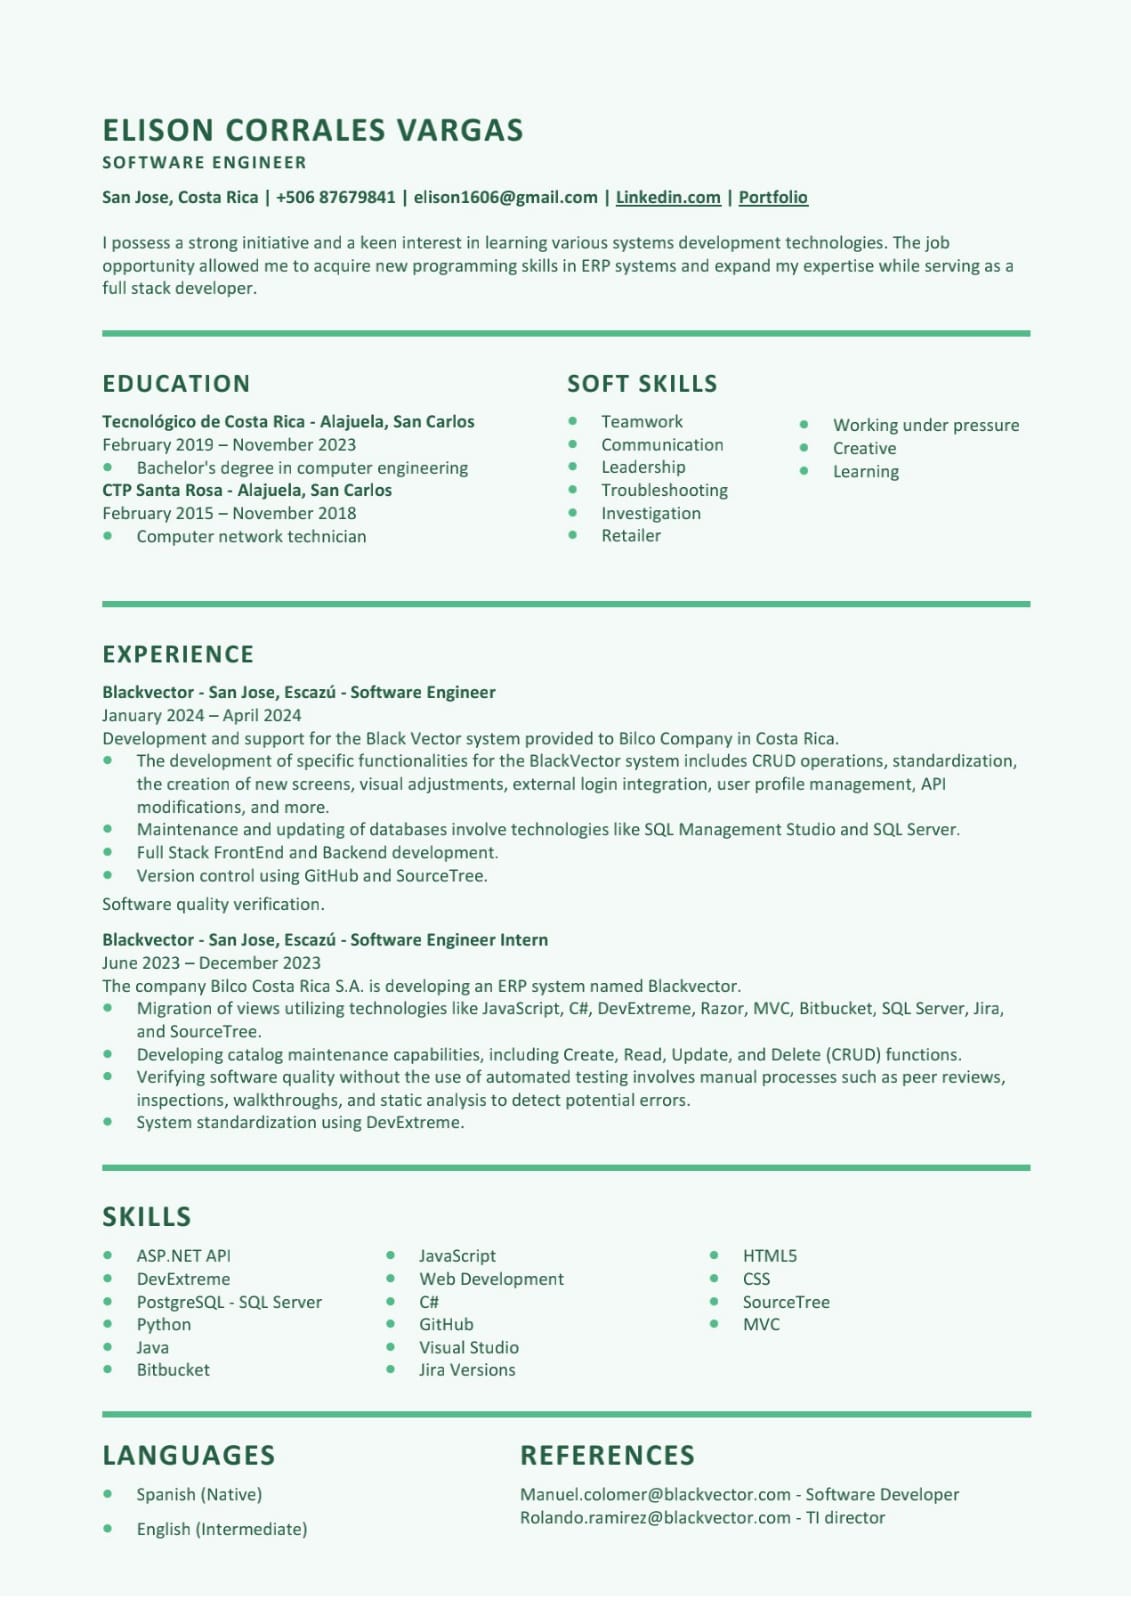 ELISON CORRALES VARGAS
SOFTWARE ENGINEER
San Jose, Costa Rica | +506 87679841 | elison1606@gmail.com | Linkedin.com | Portfolio
I possess a strong initiative and a keen interest in learning various systems development technologies. The job
opportunity allowed me to acquire new programming skills in ERP systems and expand my expertise while serving as a
full stack developer.
EDUCATION
Tecnológico de Costa Rica - Alajuela, San Carlos
February 2019 – November 2023
• Bachelor's degree in computer engineering
CTP Santa Rosa - Alajuela, San Carlos
February 2015 – November 2018
• Computer network technician
SOFT SKILLS
• Teamwork
• Communication
• Leadership
• Troubleshooting
• Investigation
• Retailer
• Working under pressure
• Creative
• Learning
EXPERIENCE
Blackvector - San Jose, Escazú - Software Engineer
January 2024 – April 2024
Development and support for the Black Vector system provided to Bilco Company in Costa Rica.
• The development of specific functionalities for the BlackVector system includes CRUD operations, standardization,
the creation of new screens, visual adjustments, external login integration, user profile management, API
modifications, and more.
• Maintenance and updating of databases involve technologies like SQL Management Studio and SQL Server.
• Full Stack FrontEnd and Backend development.
• Version control using GitHub and SourceTree.
Software quality verification.
Blackvector - San Jose, Escazú - Software Engineer Intern
June 2023 – December 2023
The company Bilco Costa Rica S.A. is developing an ERP system named Blackvector.
• Migration of views utilizing technologies like JavaScript, C#, DevExtreme, Razor, MVC, Bitbucket, SQL Server, Jira,
and SourceTree.
• Developing catalog maintenance capabilities, including Create, Read, Update, and Delete (CRUD) functions.
• Verifying software quality without the use of automated testing involves manual processes such as peer reviews,
inspections, walkthroughs, and static analysis to detect potential errors.
• System standardization using DevExtreme.
SKILLS
• ASP.NET API
• DevExtreme
• PostgreSQL - SQL Server
• Python
• Java
• Bitbucket
• JavaScript
• Web Development
• C#
• GitHub
• Visual Studio
• Jira Versions
• HTML5
• CSS
• SourceTree
• MVC
LANGUAGES
• Spanish (Native)
• English (Intermediate)
REFERENCES
Manuel.colomer@blackvector.com - Software Developer
Rolando.ramirez@blackvector.com - TI director